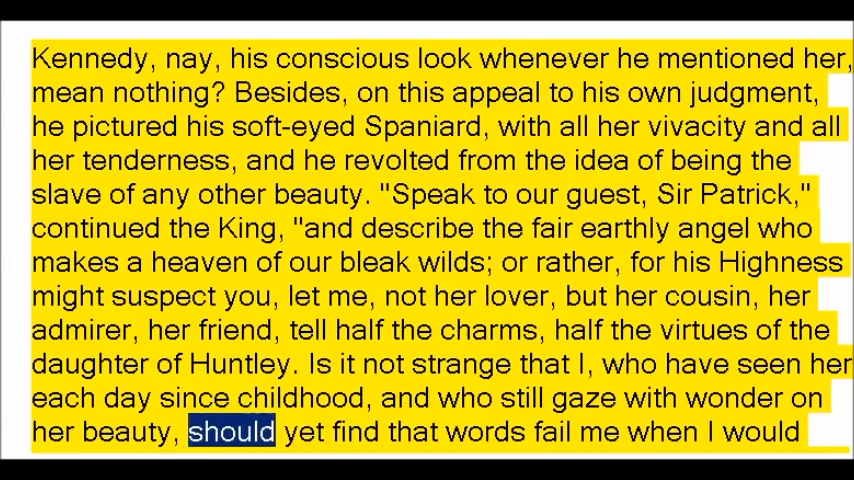 Kennedy, nay, his conscious look whenever he mentioned her,
mean nothing? Besides, on this appeal to his own judgment,
he pictured his soft-eyed Spaniard, with all her vivacity and all
her tenderness, and he revolted from the idea of being the
slave of any other beauty. "Speak to our guest, Sir Patrick,"
continued the King, "and describe the fair earthly angel who
makes a heaven of our bleak wilds; or rather, for his Highness
might suspect you, let me, not her lover, but her cousin, her
admirer, her friend, tell half the charms, half the virtues of the
daughter of Huntley. Is it not strange that I, who have seen her
each day since childhood, and who still gaze with wonder on
her beauty, should yet find that words fail me when I would